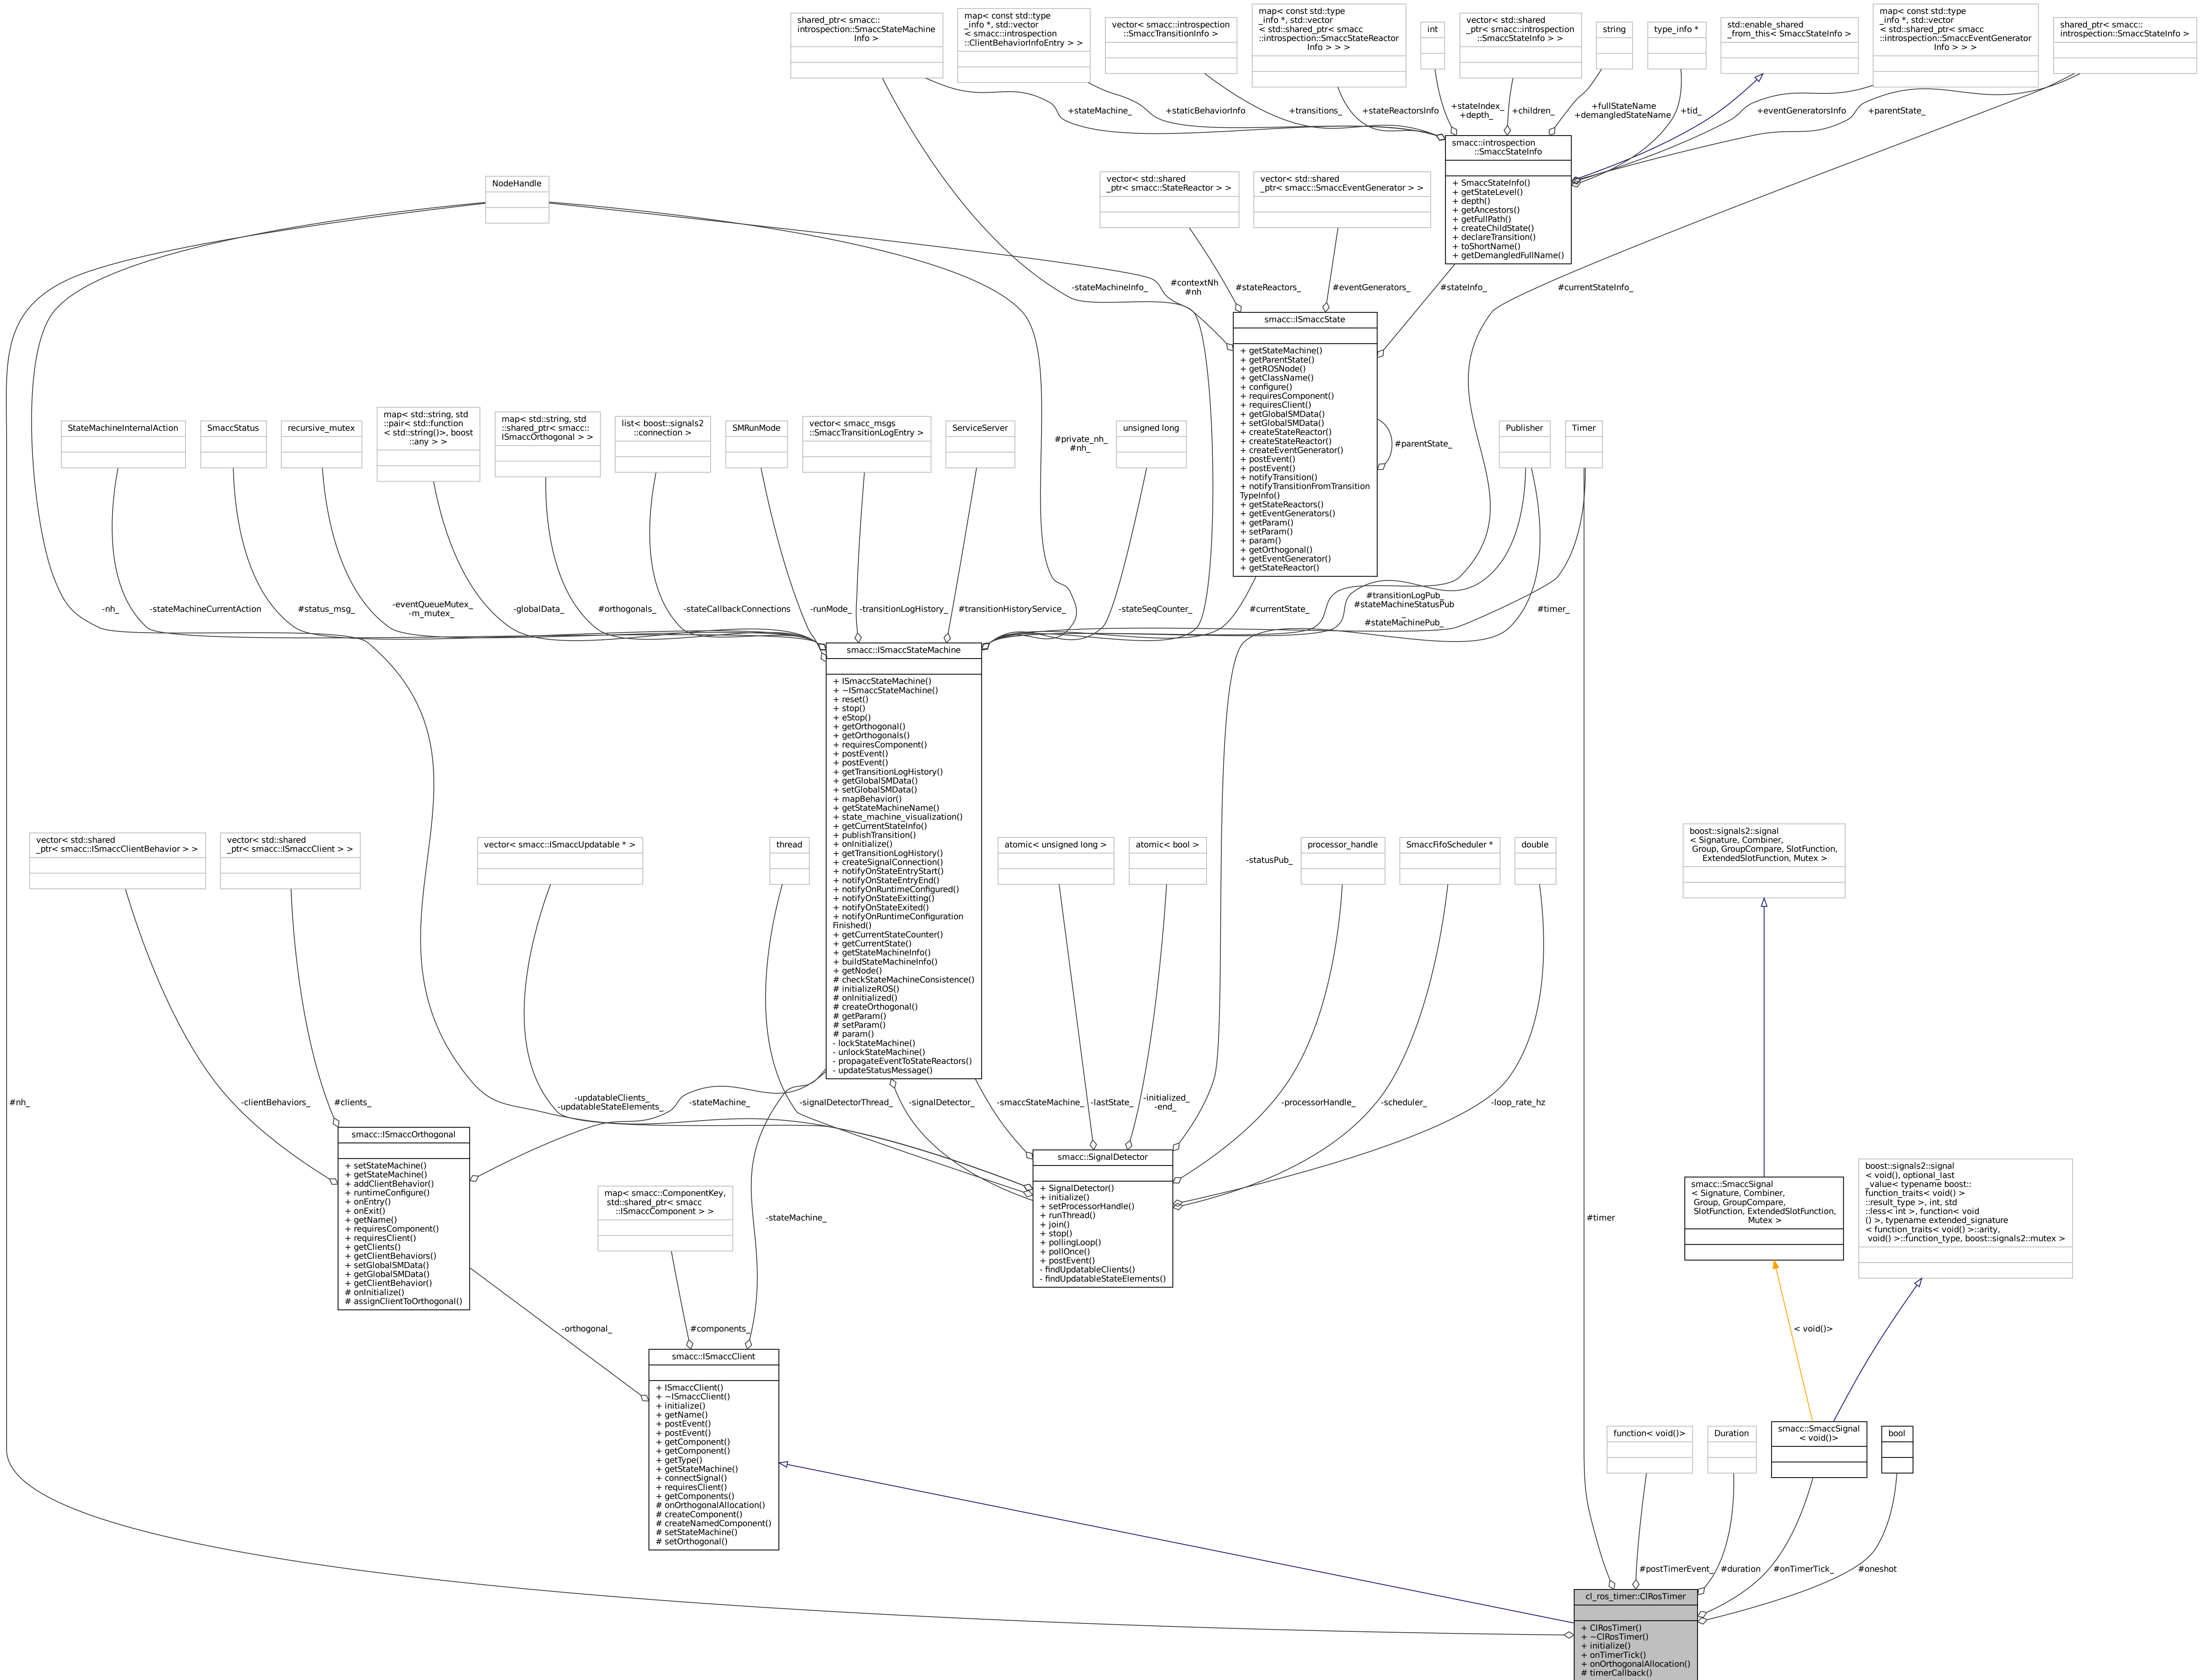 shared_ptr< smacc::
introspection::SmaccStateMachine
Info >
map< const std::type
_info *, std::vector
< smacc::introspection
::ClientBehaviorInfoEntry > >
vector< smacc::introspection
::SmaccTransitionInfo >
map< const std::type
_info *, std::vector
< std::shared_ptr< smacc
::introspection::SmaccStateReactor
Info > > >
int
vector< std::shared
_ptr< smacc::introspection
::SmaccStateInfo > >
string
type_info *
std::enable_shared
_from_this< SmaccStateInfo >
map< const std::type
_info *, std::vector
< std::shared_ptr< smacc
::introspection::SmaccEventGenerator
Info > > >
shared_ptr< smacc::
introspection::SmaccStateInfo >
+stateMachine_
+staticBehaviorInfo
+transitions_
+stateReactorsInfo
+stateIndex_
+depth_
+children_
+fullStateName
+demangledStateName
+tid_
+eventGeneratorsInfo
+parentState_
smacc::introspection
::SmaccStateInfo
+ SmaccStateInfo()
+ getStateLevel()
+ depth()
+ getAncestors()
+ getFullPath()
+ createChildState()
+ declareTransition()
+ toShortName()
+ getDemangledFullName()
NodeHandle
vector< std::shared
_ptr< smacc::StateReactor > >
vector< std::shared
_ptr< smacc::SmaccEventGenerator > >
-stateMachineInfo_
#contextNh
#nh
#stateReactors_
#eventGenerators_
#stateInfo_
#currentStateInfo_
smacc::ISmaccState
+ getStateMachine()
+ getParentState()
+ getROSNode()
+ getClassName()
+ configure()
+ requiresComponent()
+ requiresClient()
+ getGlobalSMData()
+ setGlobalSMData()
+ createStateReactor()
+ createStateReactor()
+ createEventGenerator()
+ postEvent()
+ postEvent()
+ notifyTransition()
+ notifyTransitionFromTransition
TypeInfo()
+ getStateReactors()
+ getEventGenerators()
+ getParam()
+ setParam()
+ param()
+ getOrthogonal()
+ getEventGenerator()
+ getStateReactor()
#parentState_
#private_nh_
#nh_
StateMachineInternalAction
SmaccStatus
recursive_mutex
map< std::string, std
::pair< std::function
< std::string()>, boost
::any > >
map< std::string, std
::shared_ptr< smacc::
ISmaccOrthogonal > >
list< boost::signals2
::connection >
SMRunMode
vector< smacc_msgs
::SmaccTransitionLogEntry >
ServiceServer
unsigned long
Publisher
Timer
-nh_
-stateMachineCurrentAction
#status_msg_
-eventQueueMutex_
-m_mutex_
-globalData_
#orthogonals_
-stateCallbackConnections
-runMode_
-transitionLogHistory_
#transitionHistoryService_
-stateSeqCounter_
#currentState_
#transitionLogPub_
#stateMachineStatusPub
_
#stateMachinePub_
#timer_
smacc::ISmaccStateMachine
+ ISmaccStateMachine()
+ ~ISmaccStateMachine()
+ reset()
+ stop()
+ eStop()
+ getOrthogonal()
+ getOrthogonals()
+ requiresComponent()
+ postEvent()
+ postEvent()
+ getTransitionLogHistory()
+ getGlobalSMData()
+ setGlobalSMData()
+ mapBehavior()
+ getStateMachineName()
+ state_machine_visualization()
+ getCurrentStateInfo()
+ publishTransition()
+ onInitialize()
+ getTransitionLogHistory()
+ createSignalConnection()
+ notifyOnStateEntryStart()
+ notifyOnStateEntryEnd()
+ notifyOnRuntimeConfigured()
+ notifyOnStateExitting()
+ notifyOnStateExited()
+ notifyOnRuntimeConfiguration
Finished()
+ getCurrentStateCounter()
+ getCurrentState()
+ getStateMachineInfo()
+ buildStateMachineInfo()
+ getNode()
# checkStateMachineConsistence()
# initializeROS()
# onInitialized()
# createOrthogonal()
# getParam()
# setParam()
# param()
- lockStateMachine()
- unlockStateMachine()
- propagateEventToStateReactors()
- updateStatusMessage()
vector< std::shared
_ptr< smacc::ISmaccClientBehavior > >
vector< std::shared
_ptr< smacc::ISmaccClient > >
vector< smacc::ISmaccUpdatable * >
thread
atomic< unsigned long >
atomic< bool >
-statusPub_
processor_handle
SmaccFifoScheduler *
double
boost::signals2::signal
< Signature, Combiner,
Group, GroupCompare, SlotFunction,
ExtendedSlotFunction, Mutex >
#nh_
-clientBehaviors_
#clients_
-updatableClients_
-updatableStateElements_
-stateMachine_
-signalDetectorThread_
-signalDetector_
-smaccStateMachine_
-lastState_
-initialized_
-end_
-processorHandle_
-scheduler_
-loop_rate_hz
smacc::ISmaccOrthogonal
+ setStateMachine()
+ getStateMachine()
+ addClientBehavior()
+ runtimeConfigure()
+ onEntry()
+ onExit()
+ getName()
+ requiresComponent()
+ requiresClient()
+ getClients()
+ getClientBehaviors()
+ setGlobalSMData()
+ getGlobalSMData()
+ getClientBehavior()
# onInitialize()
# assignClientToOrthogonal()
smacc::SignalDetector
+ SignalDetector()
+ initialize()
+ setProcessorHandle()
+ runThread()
+ join()
+ stop()
+ pollingLoop()
+ pollOnce()
+ postEvent()
- findUpdatableClients()
- findUpdatableStateElements()
map< smacc::ComponentKey,
std::shared_ptr< smacc
::ISmaccComponent > >
-stateMachine_
#timer
smacc::SmaccSignal
< Signature, Combiner,
Group, GroupCompare,
SlotFunction, ExtendedSlotFunction,
Mutex >
boost::signals2::signal
< void(), optional_last
_value< typename boost::
function_traits< void() >
::result_type >, int, std
::less< int >, function< void
() >, typename extended_signature
< function_traits< void() >::arity,
void() >::function_type, boost::signals2::mutex >
-orthogonal_
#components_
< void()>
smacc::ISmaccClient
+ ISmaccClient()
+ ~ISmaccClient()
+ initialize()
+ getName()
+ postEvent()
+ postEvent()
+ getComponent()
+ getComponent()
+ getType()
+ getStateMachine()
+ connectSignal()
+ requiresClient()
+ getComponents()
# onOrthogonalAllocation()
# createComponent()
# createNamedComponent()
# setStateMachine()
# setOrthogonal()
function< void()>
Duration
smacc::SmaccSignal
< void()>
bool
#postTimerEvent_
#duration
#onTimerTick_
#oneshot
cl_ros_timer::ClRosTimer
+ ClRosTimer()
+ ~ClRosTimer()
+ initialize()
+ onTimerTick()
+ onOrthogonalAllocation()
# timerCallback()